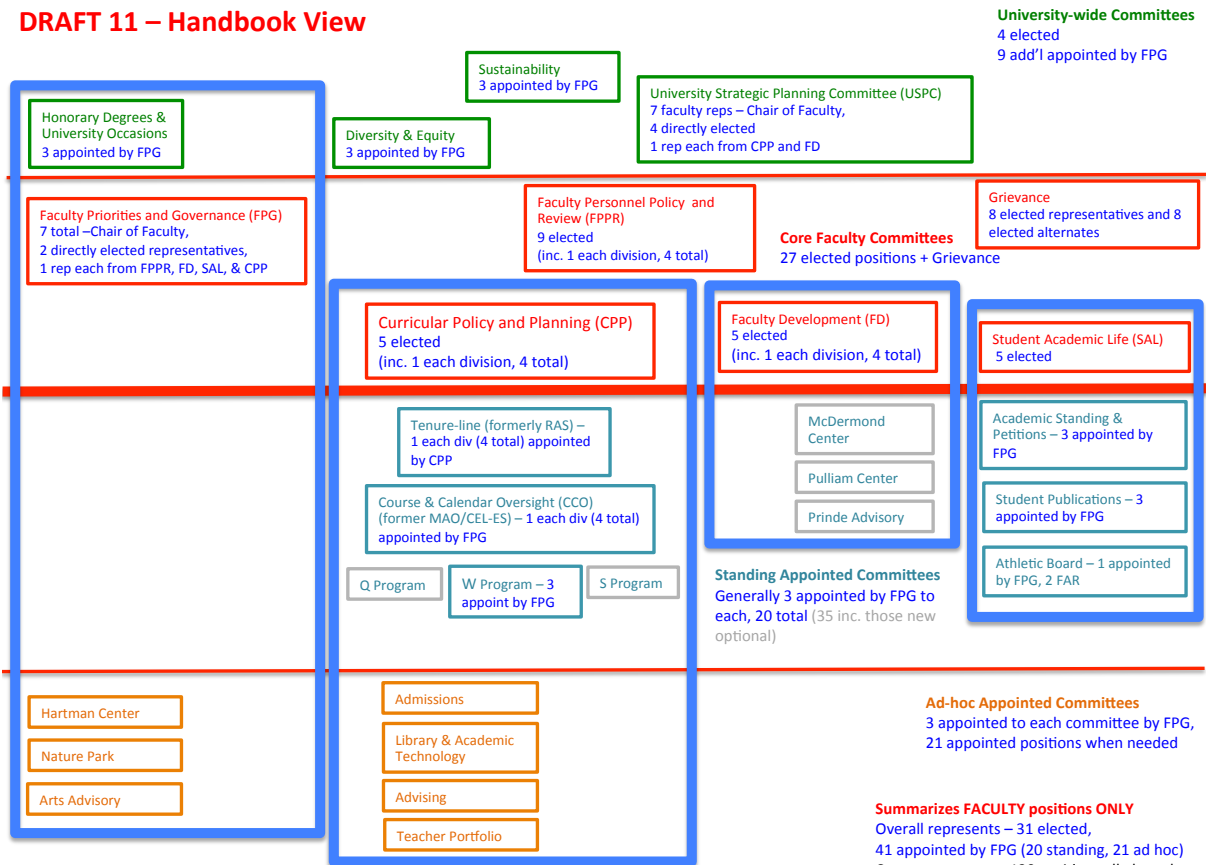 DRAFT 11 – Handbook View
University-wide Committees
4 elected
9 add'l appointed by FPG
Sustainability
3 appointed by FPG
University Strategic Planning Committee (USPC)
7 faculty reps – Chair of Faculty,
4 directly elected
1 rep each from CPP and FD
Honorary Degrees &
University Occasions
3 appointed by FPG
Diversity & Equity
3 appointed by FPG
Faculty Priorities and Governance (FPG)
7 total –Chair of Faculty,
2 directly elected representatives,
1 rep each from FPPR, FD, SAL, & CPP
Faculty Personnel Policy and
Review (FPPR)
9 elected
(inc. 1 each division, 4 total)
Core Faculty Committees
27 elected positions + Grievance
Grievance
8 elected representatives and 8
elected alternates
Curricular Policy and Planning (CPP)
5 elected
(inc. 1 each division, 4 total)
Faculty Development (FD)
5 elected
(inc. 1 each division, 4 total)
Student Academic Life (SAL)
5 elected
Tenure-line (formerly RAS) –
1 each div (4 total) appointed
by CPP
Course & Calendar Oversight (CCO)
(former MAO/CEL-ES) – 1 each div (4 total)
appointed by FPG
Q Program
W Program – 3
appoint by FPG
S Program
McDermond
Center
Pulliam Center
Prinde Advisory
Academic Standing &
Petitions – 3 appointed by
FPG
Student Publications – 3
appointed by FPG
Athletic Board – 1 appointed
by FPG, 2 FAR
Standing Appointed Committees
Generally 3 appointed by FPG to
each, 20 total (35 inc. those new
optional)
Hartman Center
Nature Park
Arts Advisory
Admissions
Library & Academic
Technology
Advising
Teacher Portfolio
Ad-hoc Appointed Committees
3 appointed to each committee by FPG,
21 appointed positions when needed
Summarizes FACULTY positions ONLY
Overall represents – 31 elected,
41 appointed by FPG (20 standing, 21 ad hoc)